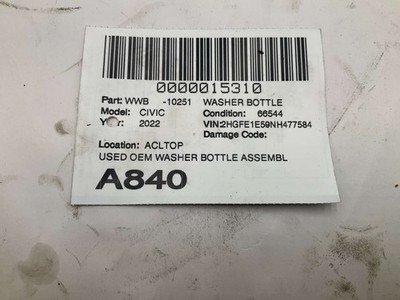 0000015310
Part: WWB -10251 WASHER BOTTLE
Model: CIVIC Condition: 66544
Year: 2022 VIN:2HGFE1E59NH477584
Damage Code:
Location: ACLTOP
USED OEM WASHER BOTTLE ASSEMBL
A840